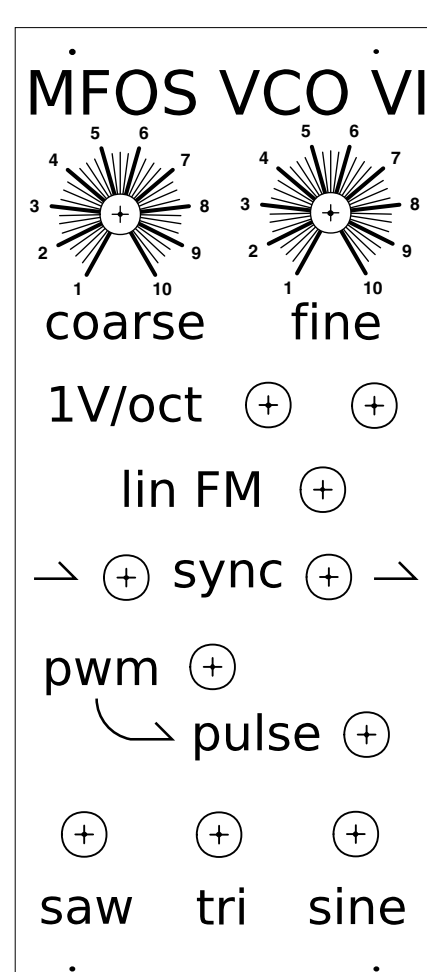 MFOS VCO VI
5 6 5 6
4 7 4 7
3 8 3 8
2 9 2 9
1 10 1 10
coarse fine
1V/oct
lin FM
sync
pwm
pulse
saw tri sine